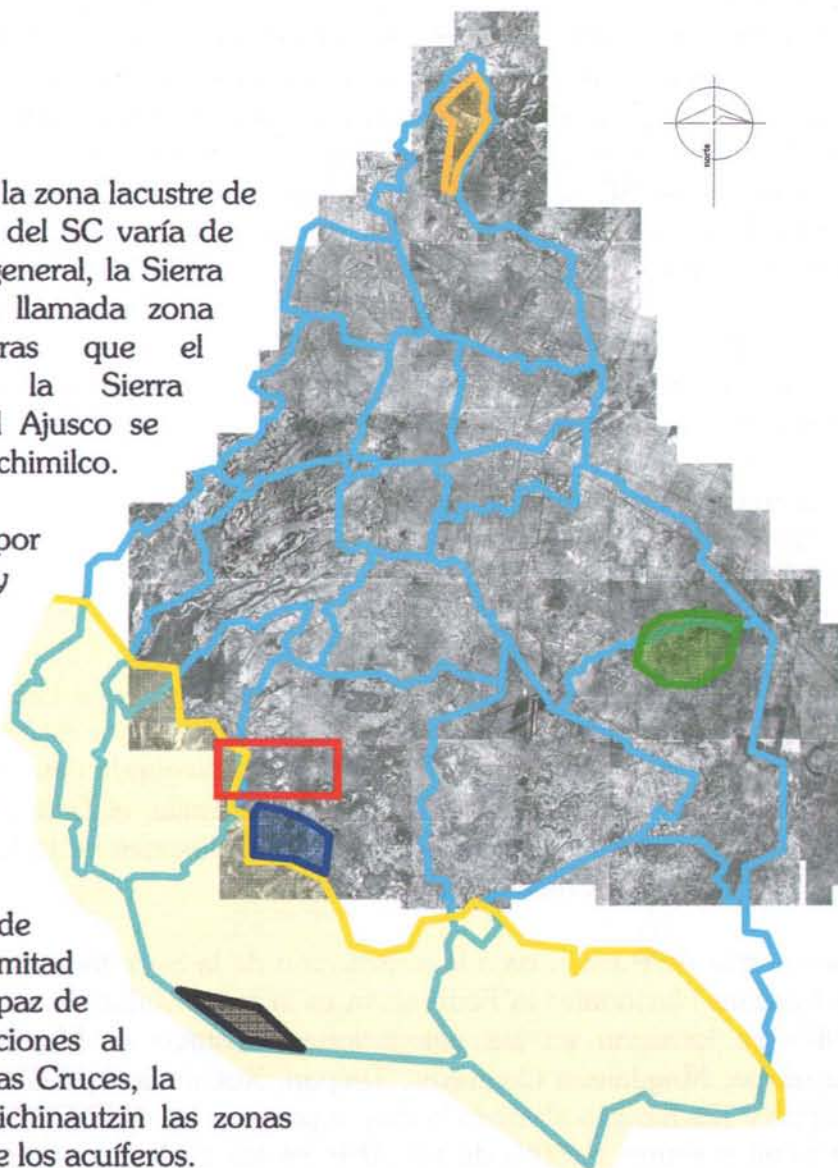 la zona lacustre de
del SC varía de
general, la Sierra
llamada zona
ras que el
la Sierra
Ajusco se
chimilco.
por
y
de
mitad
paz de
ciones al
as Cruces, la
ichinautzin las zonas
e los acuíferos.
norte